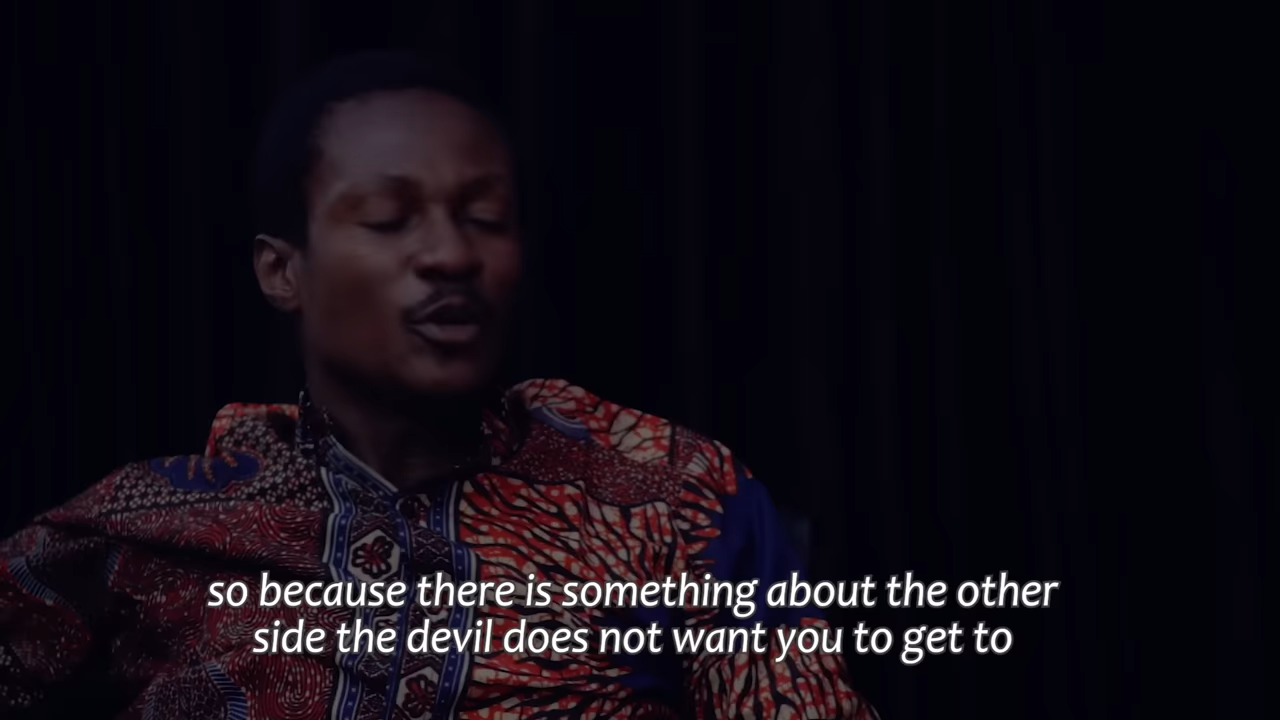 so because there is something about the other
side the devil does not want you to get to